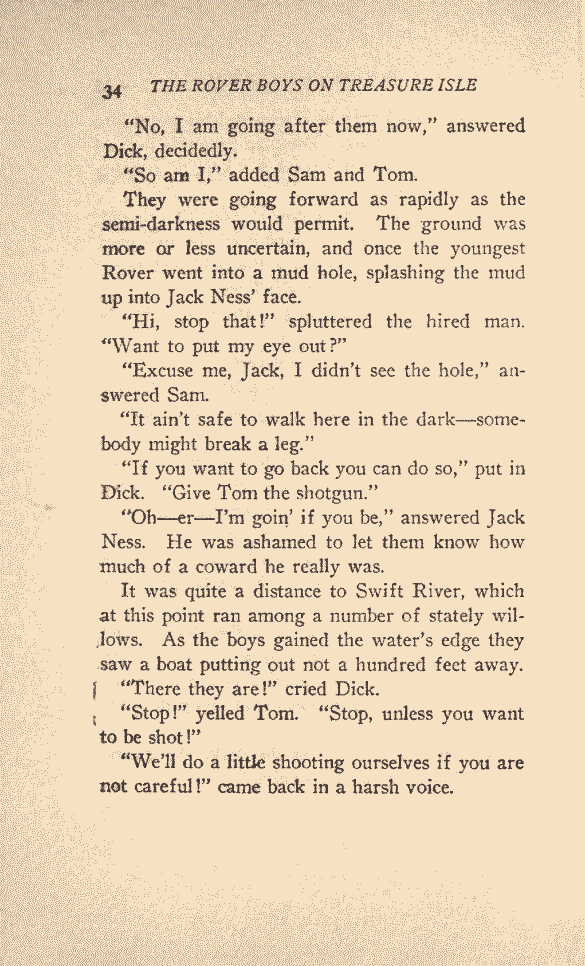 34 THE ROVER BOYS ON TREASURE ISLE
“No, I am going after them now,” answered
Dick, decidedly.
“So am I,” added Sam and Tom.
They were going forward as rapidly as the
semi-darkness would permit. The ground was
more or less uncertain, and once the youngest
Rover went into a mud hole, splashing the mud
up into Jack Ness’ face.
“Hi, stop that!” spluttered the hired man.
“Want to put my eye out?”
“Excuse me, Jack, I didn’t see the hole,” an-
swered Sam.
“It ain’t safe to walk here in the dark—some-
body might break a leg.”
“If you want to go back you can do so,” put in
Dick. “Give Tom the shotgun.”
“Oh—er—I’m goin’ if you be,” answered Jack
Ness. He was ashamed to let them know how
much of a coward he really was.
It was quite a distance to Swift River, which
at this point ran among a number of stately wil-
lows. As the boys gained the water’s edge they
saw a boat putting out not a hundred feet away.
“There they are!” cried Dick.
“Stop!” yelled Tom. “Stop, unless you want
to be shot!”
“We’ll do a little shooting ourselves if you are
not careful!” came back in a harsh voice.